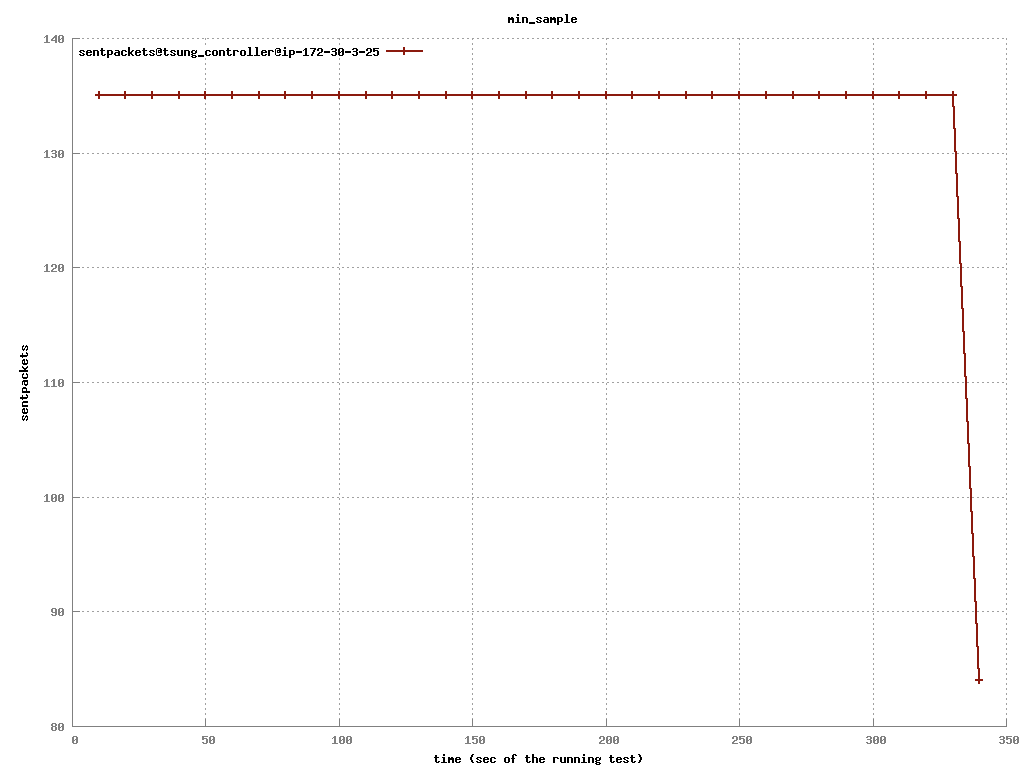 min_sample
sentpackets@tsung_controller@ip-172-30-3-25
140
130
120
110
100
90
80
sentpackets
0 50 100 150 200 250 300 350
time (sec of the running test)